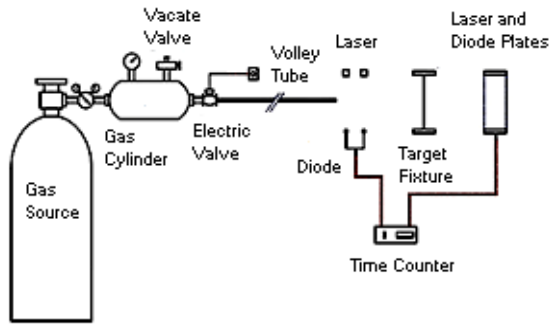 Vacate
Valve
Volley
Tube
Laser
Laser and
Diode Plates
Gas
Cylinder
Electric
Valve
Diode
Target
Fixture
Gas
Source
Time Counter